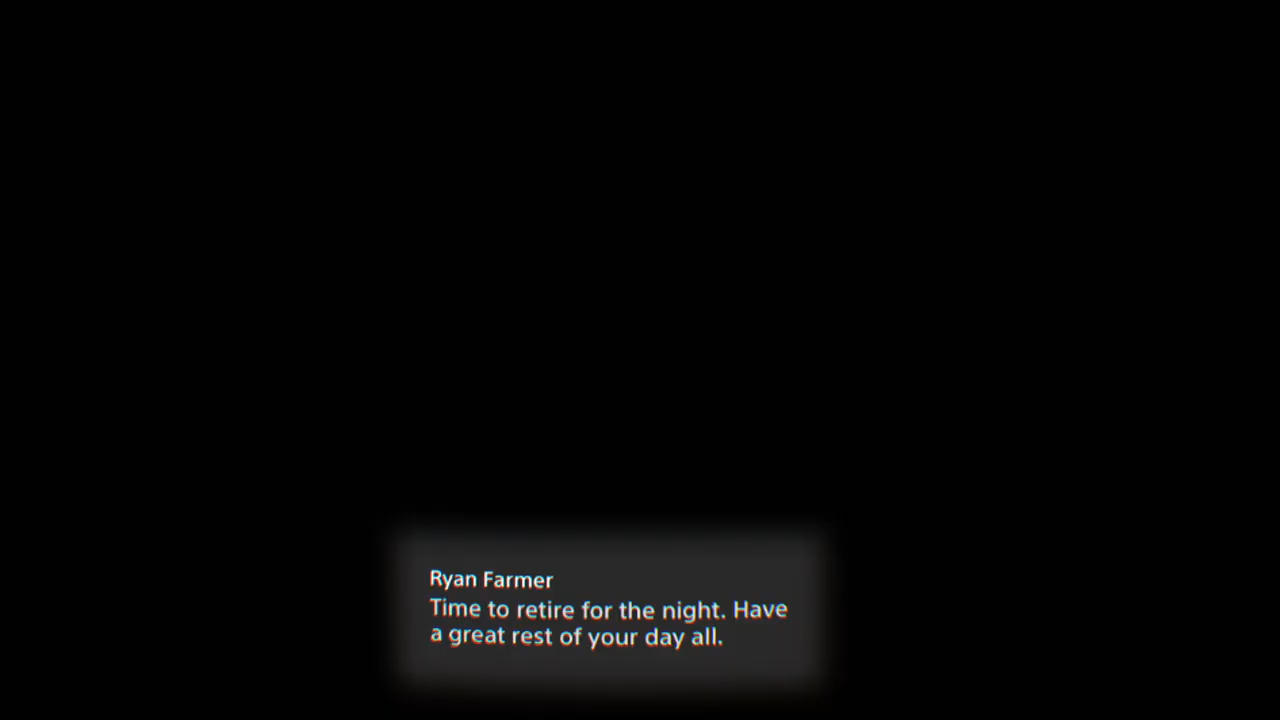 Ryan Farmer
Time to retire for the night. Have
a great rest of your day all.